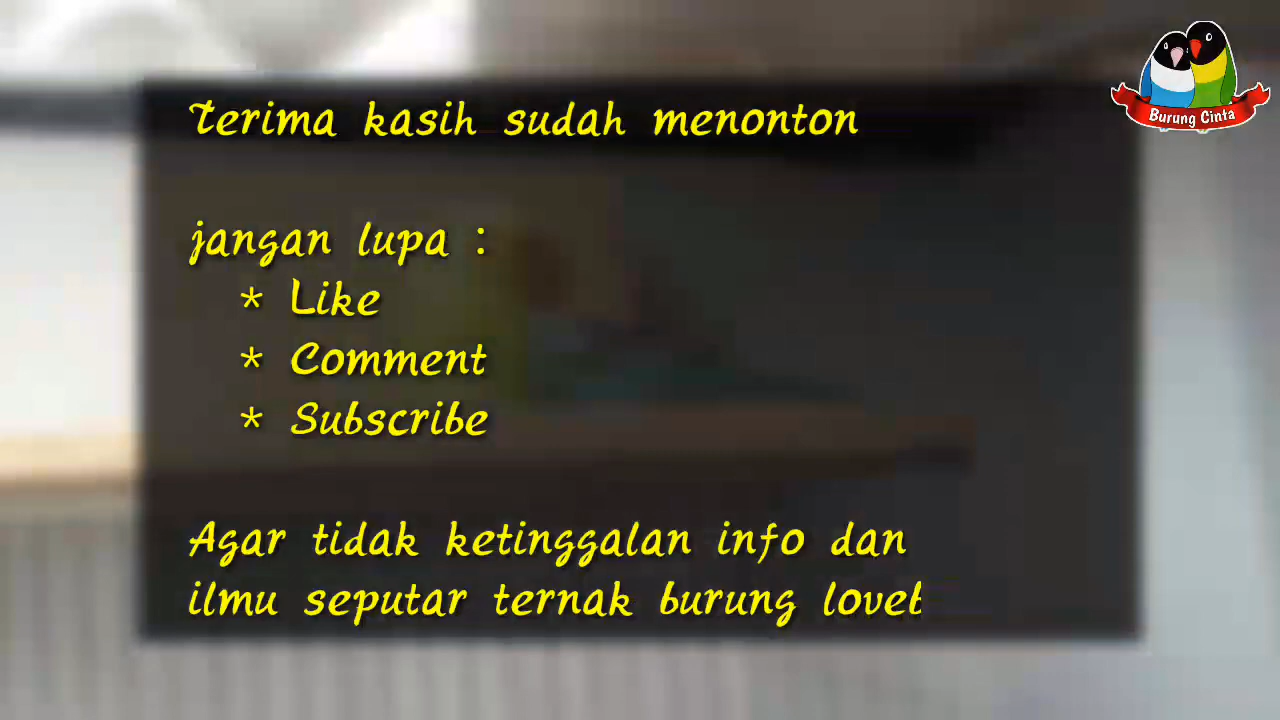 Terima kasih sudah menonton
jangan lupa :
* Like
* Comment
* Subscribe
Agar tidak ketinggalan info dan
ilmu seputar ternak burung
Burung Cinta